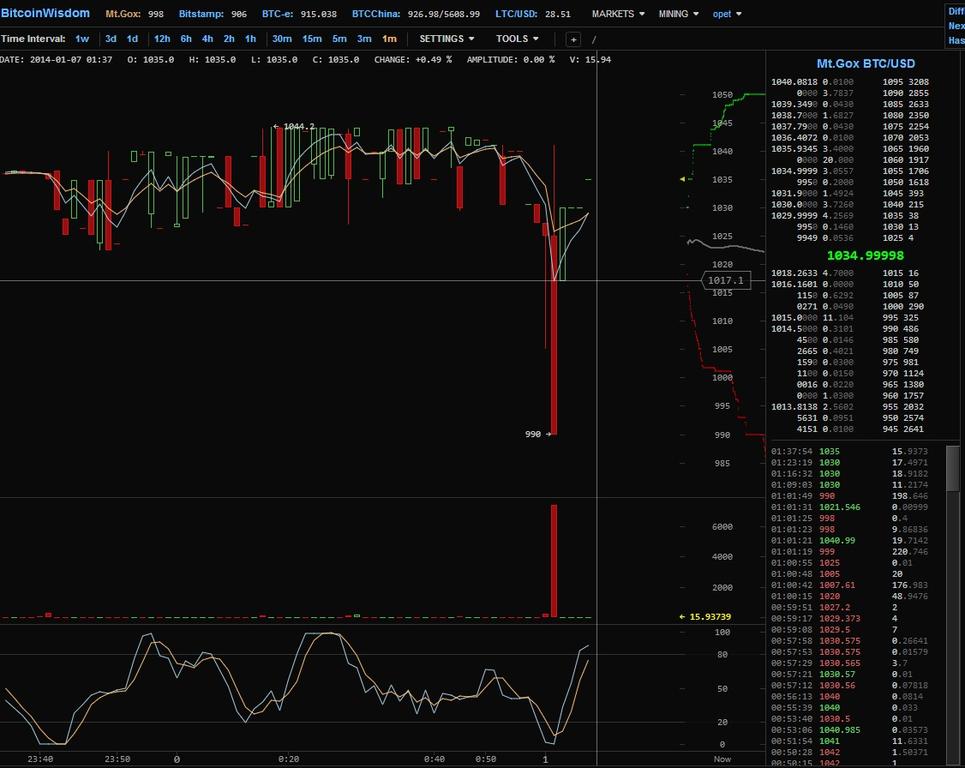 BitcoinWisdom Mt.Gox: 998 Bitstamp: 906 BTC-e: 915.038 BTCChina: 926.98/5608.99 LTC/USD: 28.51 MARKETS ▼ MINING ▼ opet ▼
Diff
Nex
Has
Time Interval: 1w 3d 1d 12h 6h 4h 2h 1h 30m 15m 5m 3m 1m SETTINGS ▼ TOOLS ▼ + /
DATE: 2014-01-07 01:37 O: 1035.0 H: 1035.0 L: 1035.0 C: 1035.0 CHANGE: +0.49 % AMPLITUDE: 0.00 % V: 15.94
← 1044.2
990 →
1050
1045
1040
1035
1030
1025
1020
1017.1
1015
1010
1005
1000
995
990
985
6000
4000
2000
← 15.93739
100
80
50
20
0
23:40 23:50 0 0:20 0:40 0:50 1 Now
Mt.Gox BTC/USD
1040.0818 0.0100 1095 3208
0000 3.7837 1090 2855
1039.3490 0.0430 1085 2633
1038.7000 1.6827 1080 2350
1037.7900 0.0430 1075 2254
1036.4072 0.0100 1070 2053
1035.9345 3.4000 1065 1960
0000 20.000 1060 1917
1034.9999 3.0557 1055 1706
9950 0.2000 1050 1618
1031.9000 1.4924 1045 393
1030.0000 3.7260 1040 215
1029.9999 4.2569 1035 38
9950 0.1460 1030 13
9949 0.0536 1025 4
1034.99998
1018.2633 4.7000 1015 16
1016.1601 0.0000 1010 50
1150 0.6292 1005 87
0271 0.0490 1000 290
1015.0000 11.104 995 325
1014.5000 0.3101 990 486
4500 0.0146 985 580
2665 0.4021 980 749
1590 0.0300 975 981
1100 0.0150 970 1124
0016 0.0220 965 1380
0000 1.0300 960 1757
1013.8138 2.5602 955 2032
5631 0.0951 950 2574
4151 0.0100 945 2641
01:37:54 1035 15.9373
01:23:19 1030 17.4971
01:16:32 1030 18.9182
01:09:03 1030 11.2174
01:01:49 990 198.646
01:01:31 1021.546 0.00999
01:01:25 998 0.4
01:01:23 998 9.86836
01:01:21 1040.99 19.7142
01:01:19 999 220.746
01:00:55 1025 0.01
01:00:48 1005 20
01:00:42 1007.61 176.983
01:00:15 1020 48.9476
00:59:51 1027.2 2
00:59:17 1029.373 4
00:59:08 1029.5 7
00:57:58 1030.575 0.26641
00:57:53 1030.575 0.01579
00:57:29 1030.565 3.7
00:57:21 1030.57 0.01
00:57:12 1030.56 0.07818
00:56:13 1040 0.0814
00:55:39 1040 0.033
00:53:40 1030.5 0.01
00:53:06 1040.985 0.03573
00:51:54 1041 11.6331
00:50:28 1042 1.50371
00:50:15 1042 1